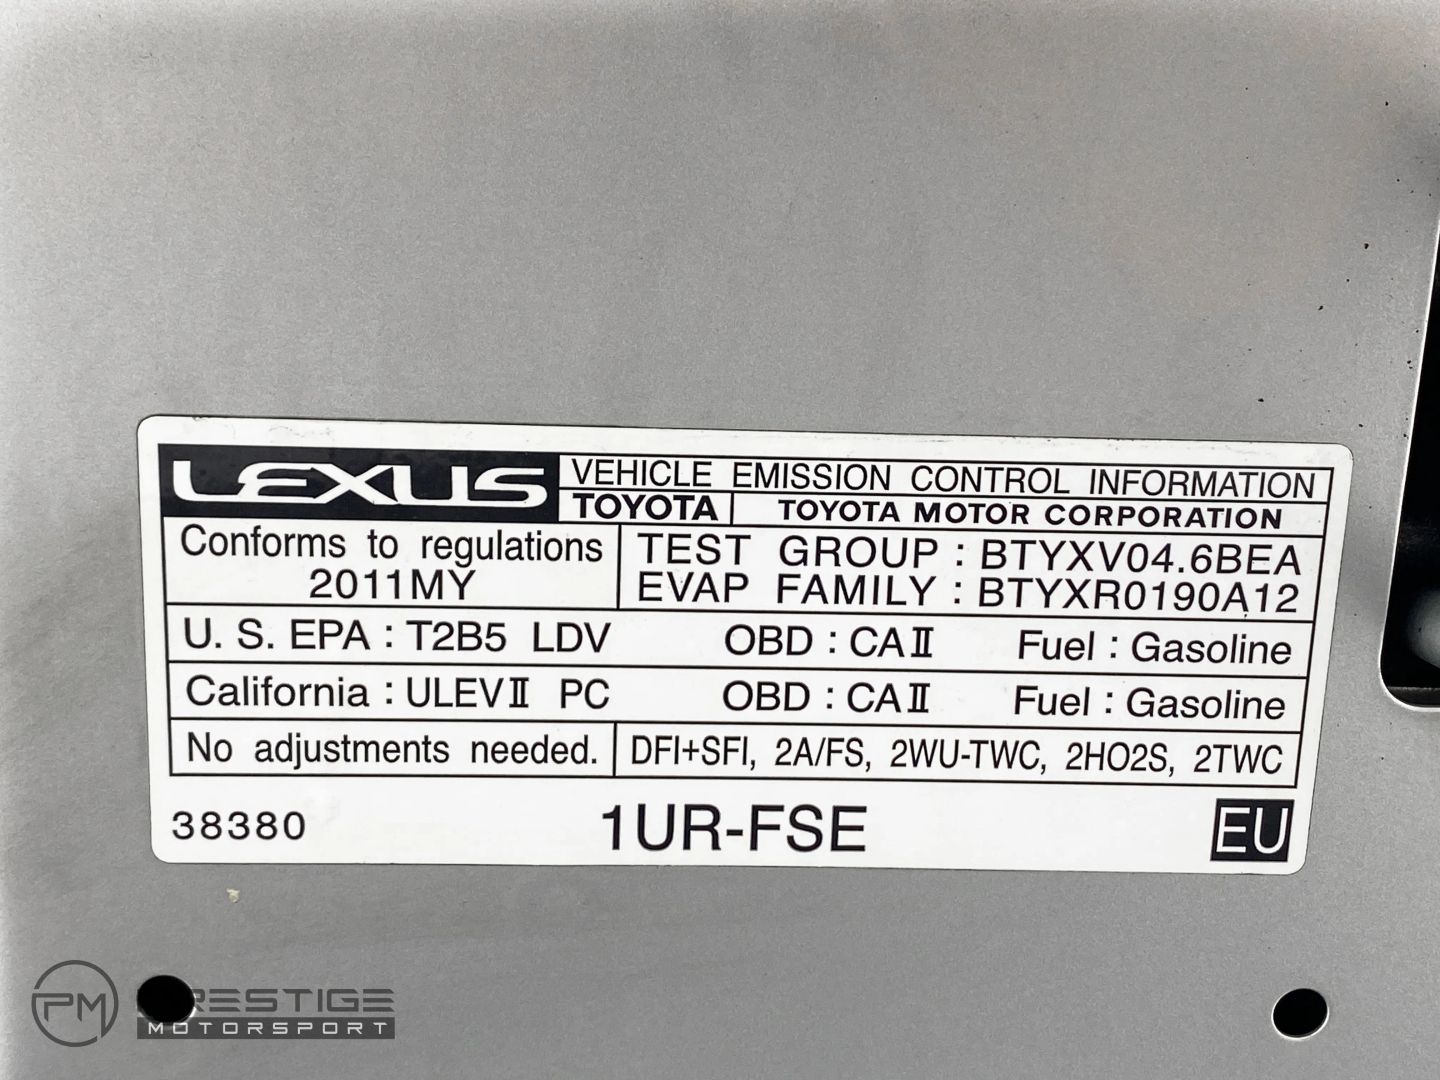 LEXUS VEHICLE EMISSION CONTROL INFORMATION
TOYOTA TOYOTA MOTOR CORPORATION
Conforms to regulations
2011MY
TEST GROUP : BTYXV04.6BEA
EVAP FAMILY : BTYXR0190A12
U. S. EPA : T2B5 LDV OBD : CAⅡ Fuel : Gasoline
California : ULEVⅡ PC OBD : CAⅡ Fuel : Gasoline
No adjustments needed. DFI+SFI, 2A/FS, 2WU-TWC, 2HO2S, 2TWC
38380 1UR-FSE EU
PM PRESTIGE
MOTORSPORT